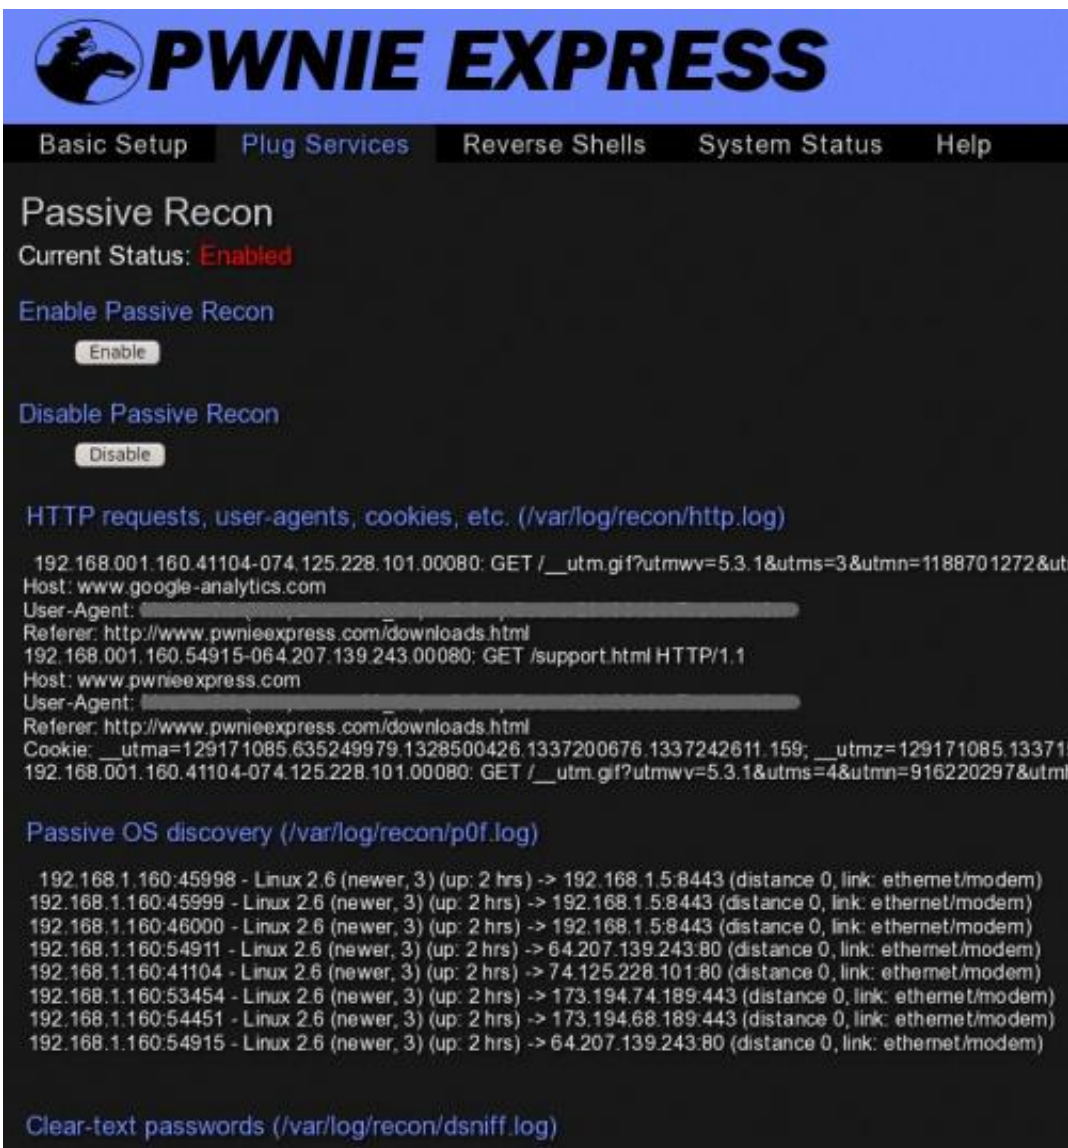 PWNIE EXPRESS
Basic Setup Plug Services Reverse Shells System Status Help
Passive Recon
Current Status: Enabled
Enable Passive Recon
Enable
Disable Passive Recon
Disable
HTTP requests, user-agents, cookies, etc. (/var/log/recon/http.log)
192.168.001.160.41104-074.125.228.101.00080: GET /__utm.gif?utmwv=5.3.1&utms=3&utmn=1188701272&ut
Host: www.google-analytics.com
User-Agent:
Referer: http://www.pwnieexpress.com/downloads.html
192.168.001.160.54915-064.207.139.243.00080: GET /support.html HTTP/1.1
Host: www.pwnieexpress.com
User-Agent:
Referer: http://www.pwnieexpress.com/downloads.html
Cookie: __utma=129171085.635249979.1328500426.1337200676.1337242611.159; __utmz=129171085.13371
192.168.001.160.41104-074.125.228.101.00080: GET /__utm.gif?utmwv=5.3.1&utms=4&utmn=916220297&utm
Passive OS discovery (/var/log/recon/p0f.log)
192.168.1.160:45998 - Linux 2.6 (newer, 3) (up: 2 hrs) -> 192.168.1.5:8443 (distance 0, link: ethernet/modem)
192.168.1.160:45999 - Linux 2.6 (newer, 3) (up: 2 hrs) -> 192.168.1.5:8443 (distance 0, link: ethernet/modem)
192.168.1.160:46000 - Linux 2.6 (newer, 3) (up: 2 hrs) -> 192.168.1.5:8443 (distance 0, link: ethernet/modem)
192.168.1.160:54911 - Linux 2.6 (newer, 3) (up: 2 hrs) -> 64.207.139.243:80 (distance 0, link: ethernet/modem)
192.168.1.160:41104 - Linux 2.6 (newer, 3) (up: 2 hrs) -> 74.125.228.101:80 (distance 0, link: ethernet/modem)
192.168.1.160:53454 - Linux 2.6 (newer, 3) (up: 2 hrs) -> 173.194.74.189:443 (distance 0, link: ethernet/modem)
192.168.1.160:54451 - Linux 2.6 (newer, 3) (up: 2 hrs) -> 173.194.68.189:443 (distance 0, link: ethernet/modem)
192.168.1.160:54915 - Linux 2.6 (newer, 3) (up: 2 hrs) -> 64.207.139.243:80 (distance 0, link: ethernet/modem)
Clear-text passwords (/var/log/recon/dsniff.log)